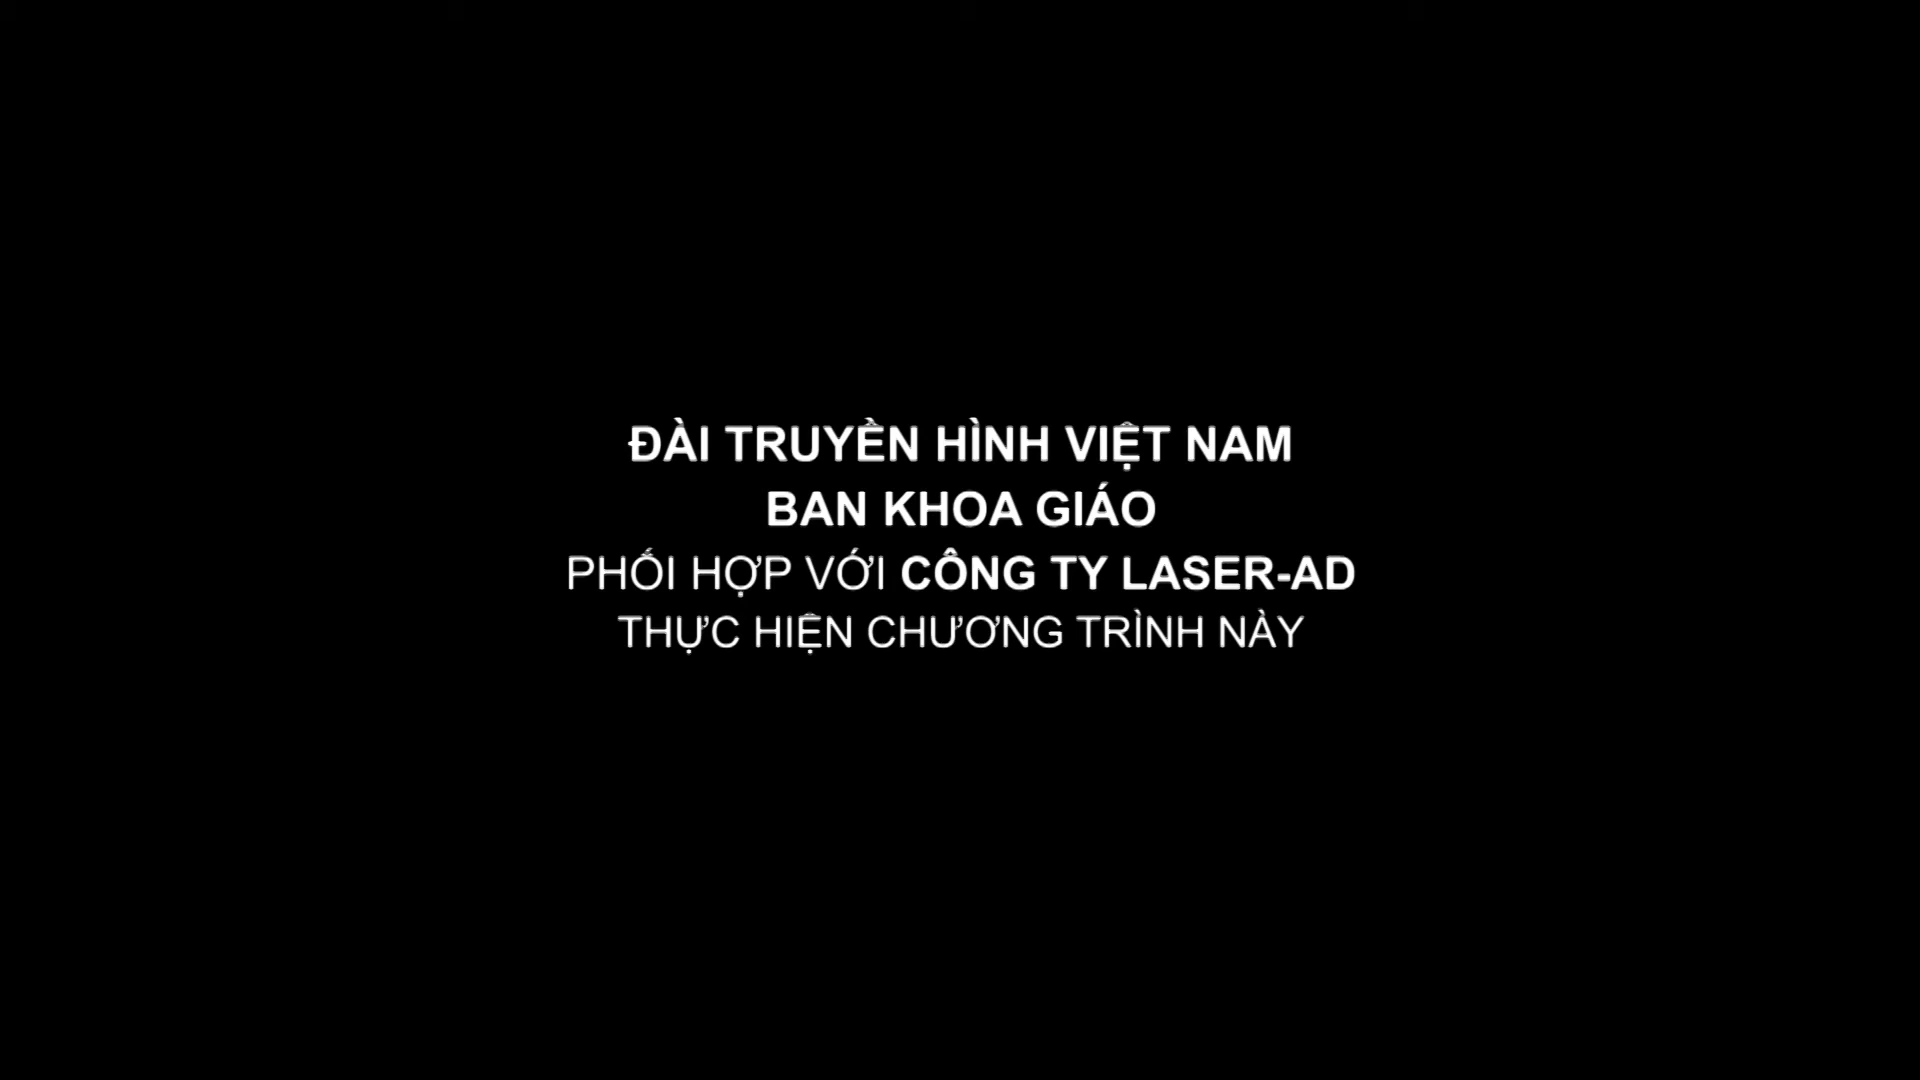 ĐÀI TRUYỀN HÌNH VIỆT NAM
BAN KHOA GIÁO
PHỐI HỢP VỚI CÔNG TY LASER-AD
THỰC HIỆN CHƯƠNG TRÌNH NÀY